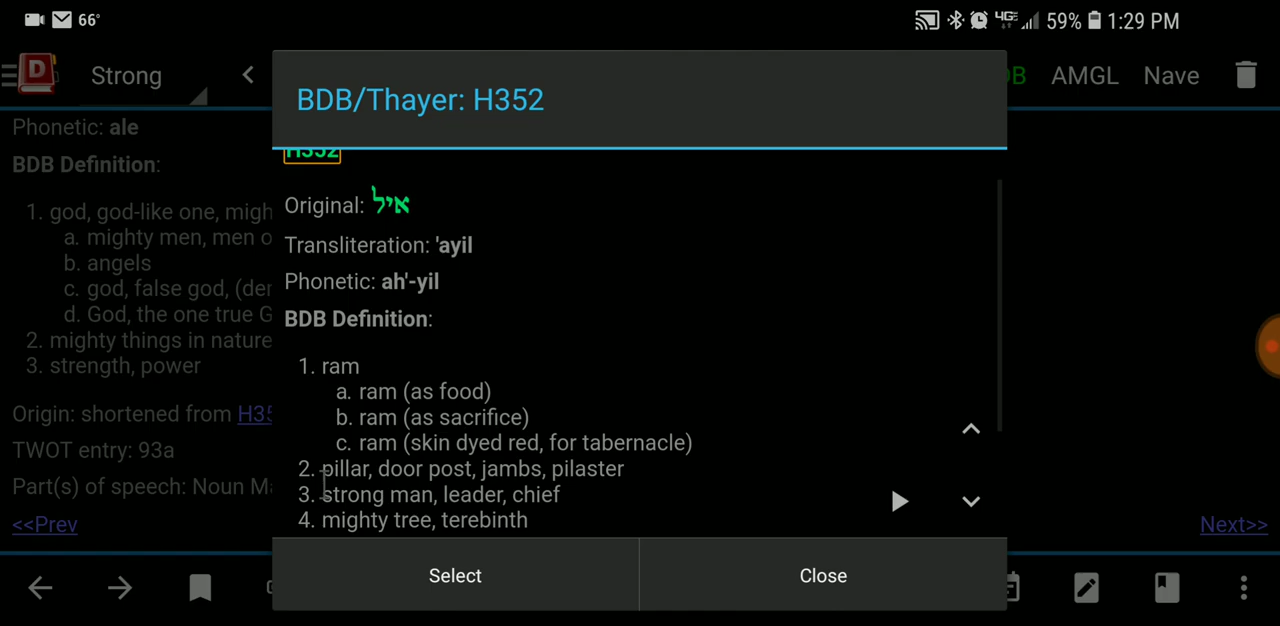 66°
4G 59% 1:29 PM
D Strong AMGL Nave
BDB/Thayer: H352
Phonetic: ale
BDB Definition:
1. god, god-like one,
a. mighty men, men
b. angels
c. god, false god,
d. God, the one true
2. mighty things in nature
3. strength, power
Origin: shortened from
TWOT entry: 93a
Part(s) of speech: Noun
<<Prev
H352
Original: איל
Transliteration: 'ayil
Phonetic: ah'-yil
BDB Definition:
1. ram
a. ram (as food)
b. ram (as sacrifice)
c. ram (skin dyed red, for tabernacle)
2. pillar, door post, jambs, pilaster
3. strong man, leader, chief
4. mighty tree, terebinth
Next>>
Select Close